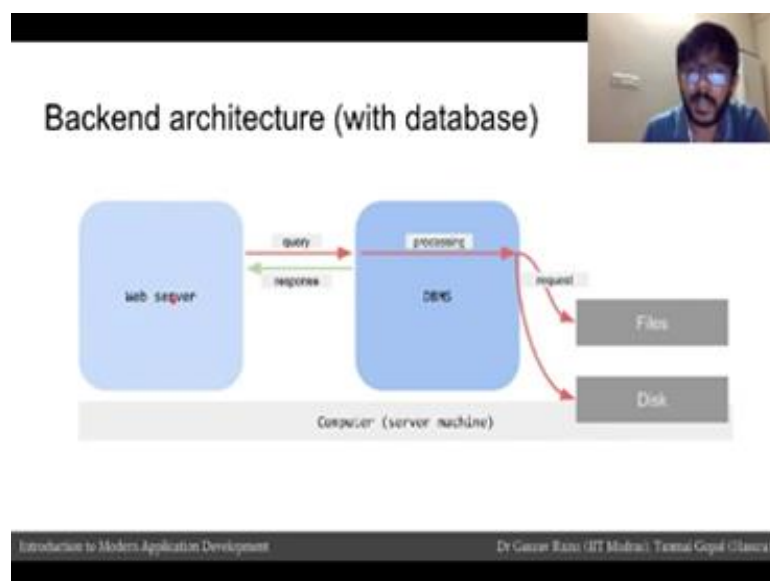 Backend architecture (with database)
query
processing
response
request
Web server
DBMS
Files
Disk
Computer (server machine)
Introduction to Modern Application Development
Dr Gaurav Raina (IIT Madras), Tanmai Gopal (Hasura)